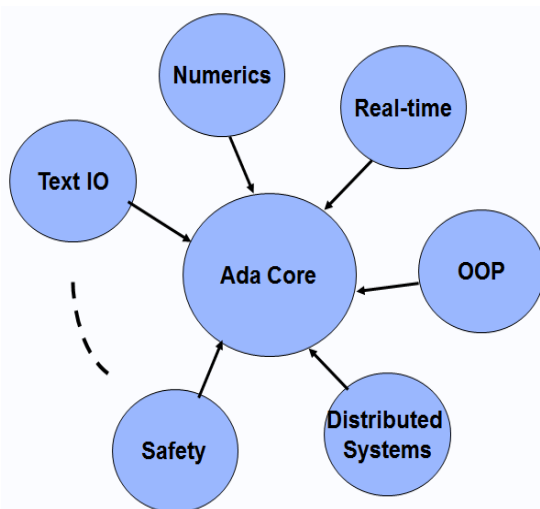 Numerics
Real-time
Text IO
Ada Core
OOP
Distributed
Systems
Safety